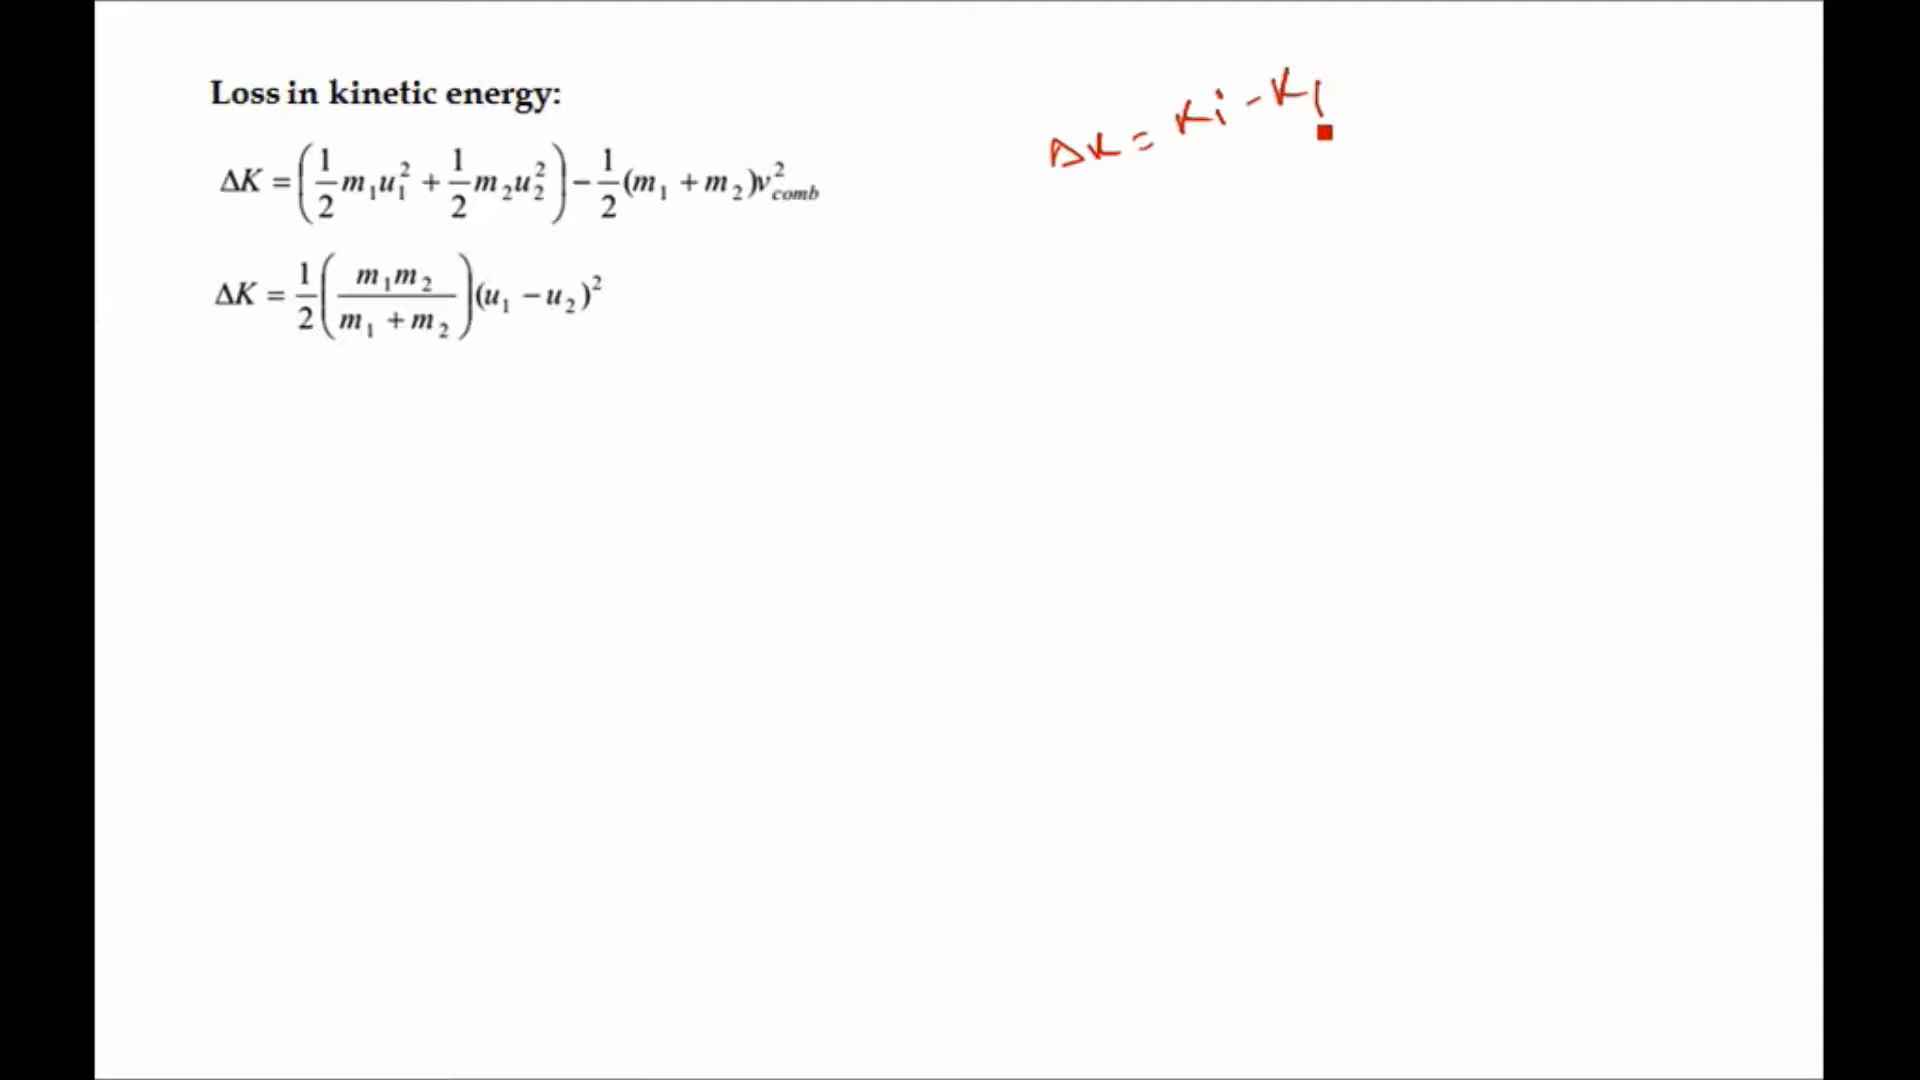 Loss in kinetic energy:
ΔK = Ki - K
ΔK = (1/2 m₁u₁² + 1/2 m₂u₂²) − 1/2 (m₁ + m₂)v²comb
ΔK = 1/2 (m₁m₂ / m₁ + m₂)(u₁ − u₂)²